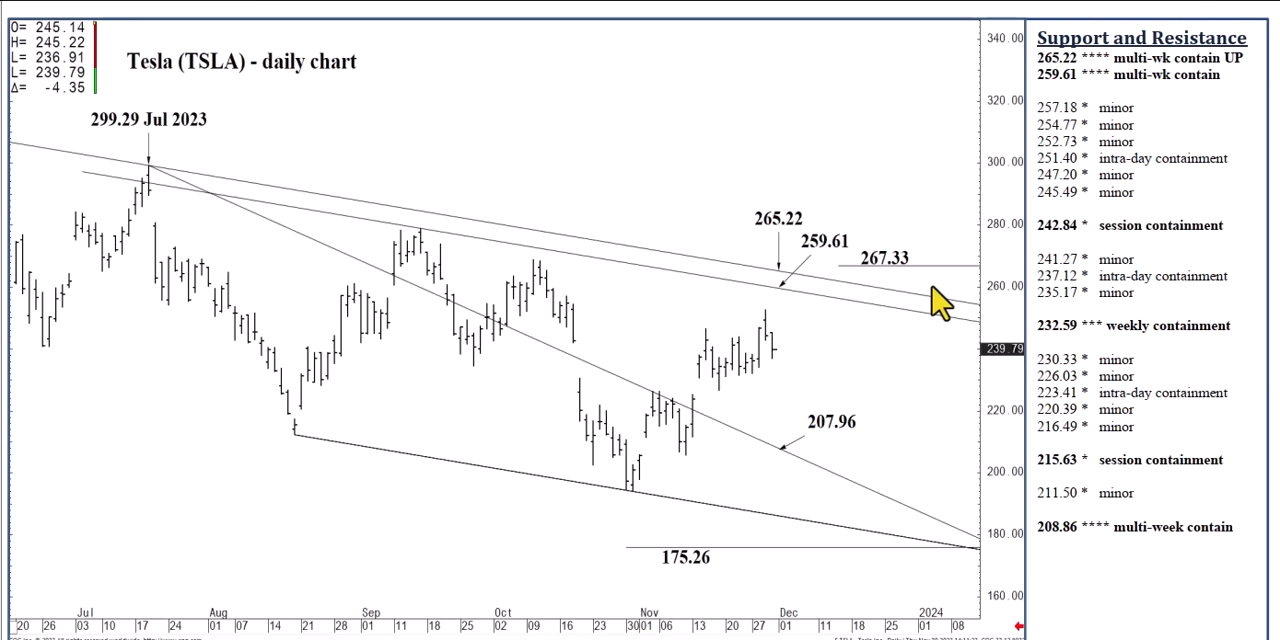 O= 245.14
H= 245.22
L= 236.91
L= 239.79
Δ= -4.35
Tesla (TSLA) - daily chart
299.29 Jul 2023
265.22
259.61
267.33
207.96
175.26
340.00
320.00
300.00
280.00
260.00
239.79
220.00
200.00
180.00
160.00
Jul Aug Sep Oct Nov Dec 2024
20 26 03 10 17 24 01 07 14 21 28 01 11 18 25 02 09 16 23 30 01 06 13 20 27 01 11 18 25 01 08
Support and Resistance
265.22 **** multi-wk contain UP
259.61 **** multi-wk contain
257.18 * minor
254.77 * minor
252.73 * minor
251.40 * intra-day containment
247.20 * minor
245.49 * minor
242.84 * session containment
241.27 * minor
237.12 * intra-day containment
235.17 * minor
232.59 *** weekly containment
230.33 * minor
226.03 * minor
223.41 * intra-day containment
220.39 * minor
216.49 * minor
215.63 * session containment
211.50 * minor
208.86 **** multi-week contain